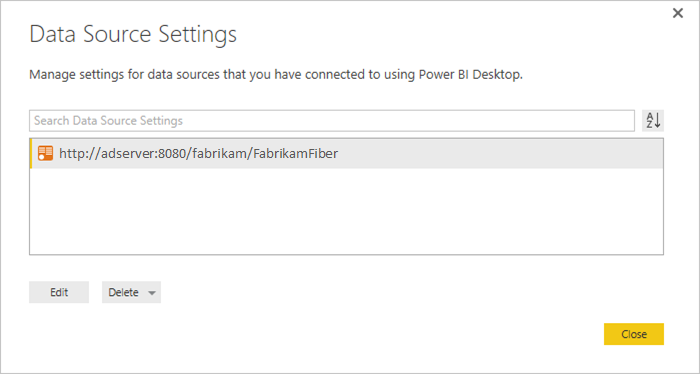 Data Source Settings
Manage settings for data sources that you have connected to using Power BI Desktop.
Search Data Source Settings
A
Z
http://adserver:8080/fabrikam/FabrikamFiber
Edit
Delete
Close